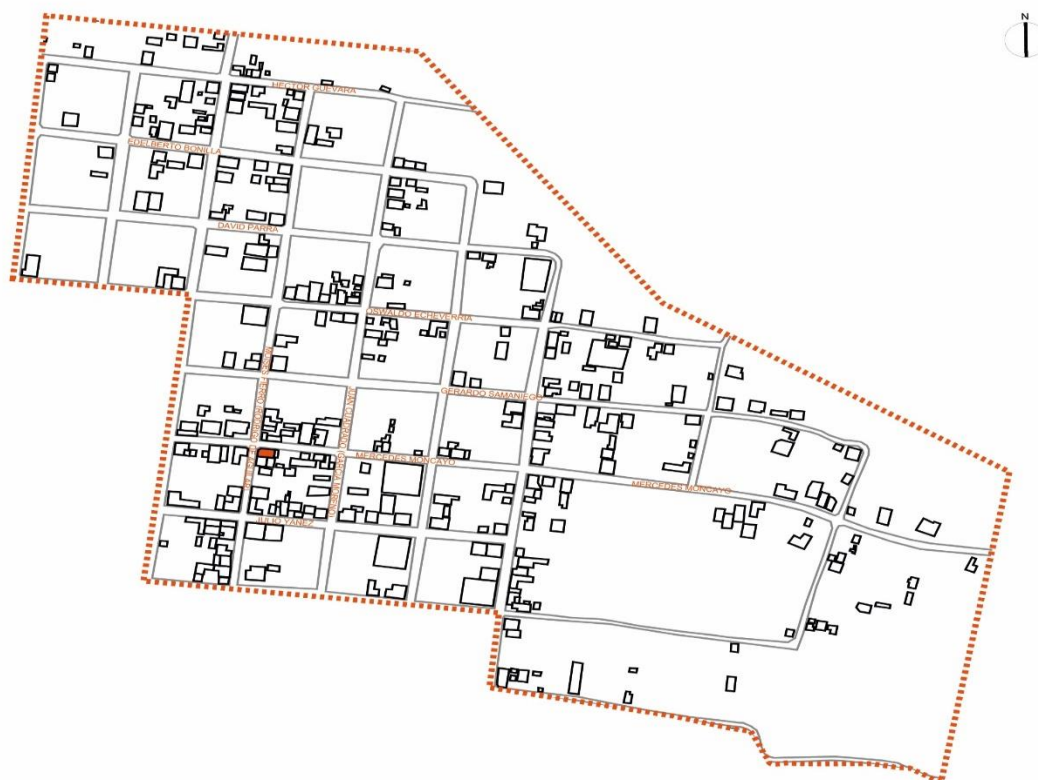 N
HECTOR GUEVARA
EDELBERTO BONILLA
DAVID PARRA
OSWALDO ECHEVERRIA
GERARDO SAMANIEGO
MERCEDES MONCAYO
MERCEDES MONCAYO
JULIO YANEZ